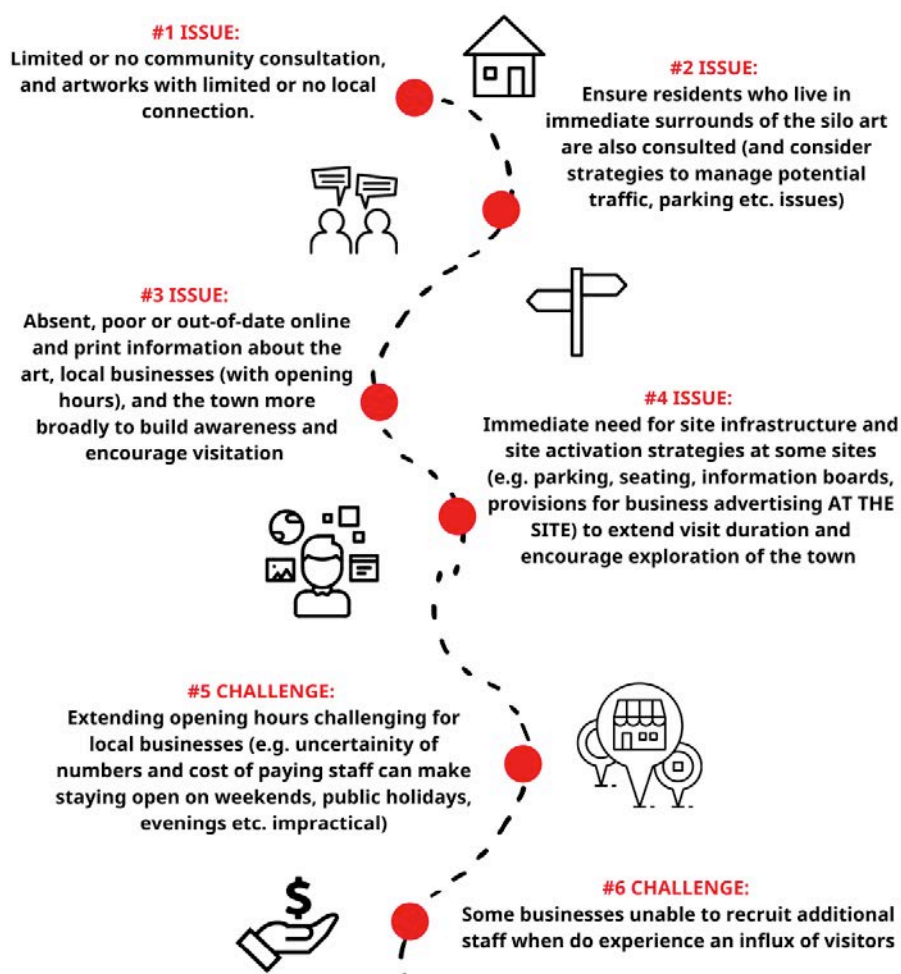 #1 ISSUE:
Limited or no community consultation,
and artworks with limited or no local
connection.
#2 ISSUE:
Ensure residents who live in
immediate surrounds of the silo art
are also consulted (and consider
strategies to manage potential
traffic, parking etc. issues)
#3 ISSUE:
Absent, poor or out-of-date online
and print information about the
art, local businesses (with opening
hours), and the town more
broadly to build awareness and
encourage visitation
#4 ISSUE:
Immediate need for site infrastructure and
site activation strategies at some sites
(e.g. parking, seating, information boards,
provisions for business advertising AT THE
SITE) to extend visit duration and
encourage exploration of the town
#5 CHALLENGE:
Extending opening hours challenging for
local businesses (e.g. uncertainity of
numbers and cost of paying staff can make
staying open on weekends, public holidays,
evenings etc. impractical)
$
#6 CHALLENGE:
Some businesses unable to recruit additional
staff when do experience an influx of visitors